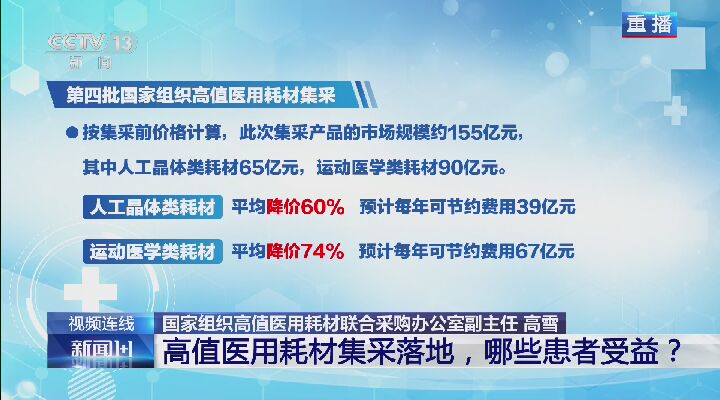 CCTV 13
新闻
重播
第四批国家组织高值医用耗材集采
●按集采前价格计算，此次集采产品的市场规模约155亿元，
其中人工晶体类耗材65亿元，运动医学类耗材90亿元。
人工晶体类耗材 平均降价60% 预计每年可节约费用39亿元
运动医学类耗材 平均降价74% 预计每年可节约费用67亿元
视频连线 国家组织高值医用耗材联合采购办公室副主任 高雪
新闻1+1 高值医用耗材集采落地，哪些患者受益？